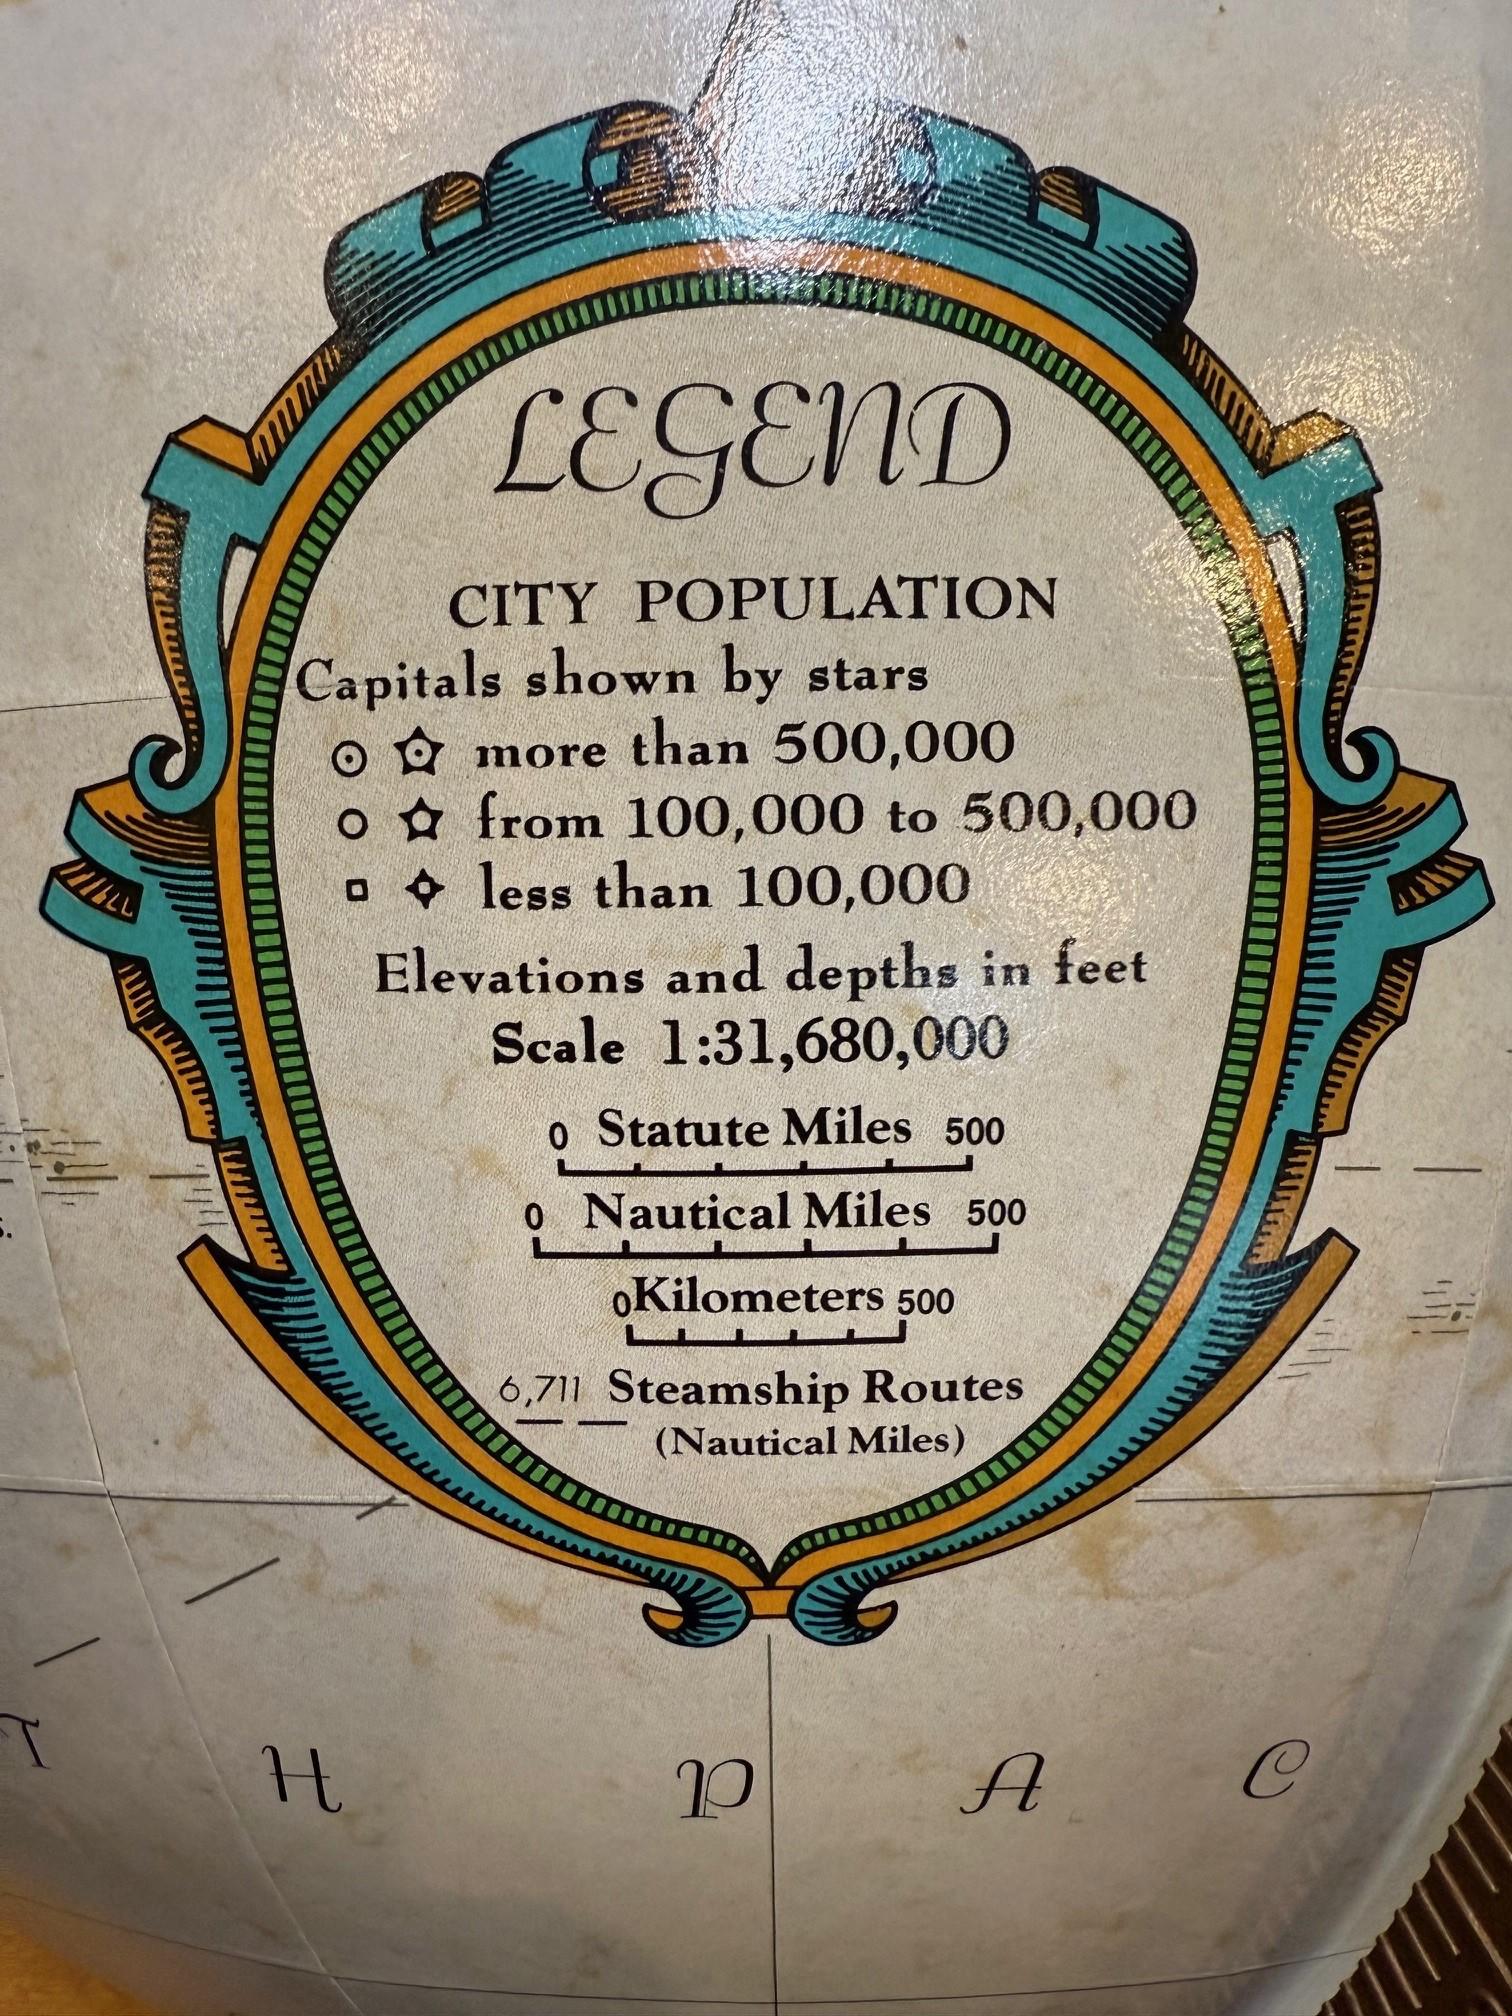 LEGEND
CITY POPULATION
Capitals shown by stars
more than 500,000
from 100,000 to 500,000
less than 100,000
Elevations and depths in feet
Scale 1:31,680,000
0 Statute Miles 500
0 Nautical Miles 500
0 Kilometers 500
6,711 Steamship Routes
(Nautical Miles)
T H P A C